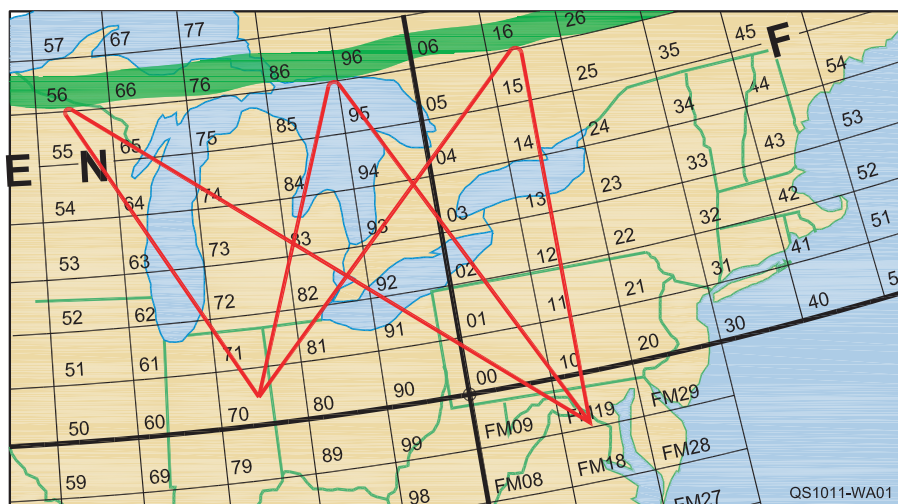 57 67 77
06 16 26
35 45 F
56 66 76 86 96
05 15 25
34 44 54
E 55 N 65 75 85 95
04 14 24
33 43 53
54 64 74 84 94
03 13 23
32 42 52
53 63 73 83 93
02 12 22
31 41 51
52 62 72 82 92
01 11 21
30 40 5
51 61 71 81 91
00 10 20
50 60 70 80 90
FM09 FM19 FM29
59 69 79 89 99
FM08 FM18 FM28
98
FM27
QS1011-WA01